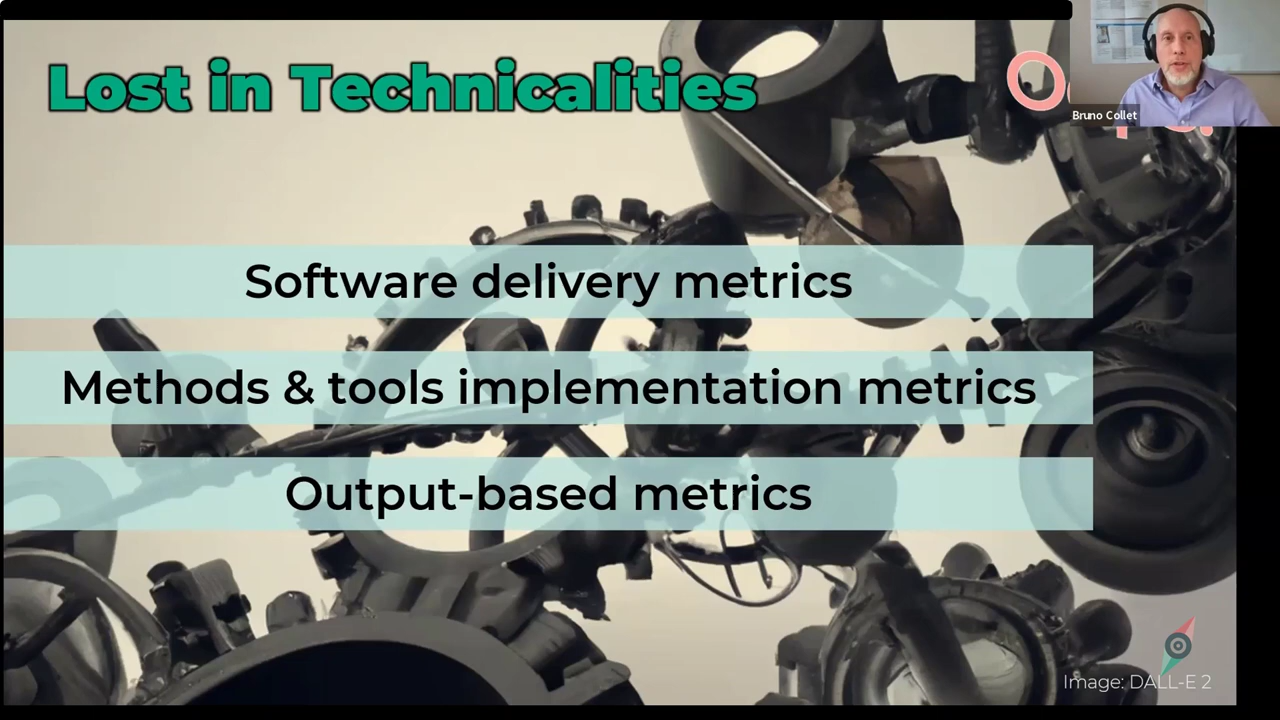 Lost in Technicalities
Bruno Collet
Software delivery metrics
Methods & tools implementation metrics
Output-based metrics
Image: DALL-E 2